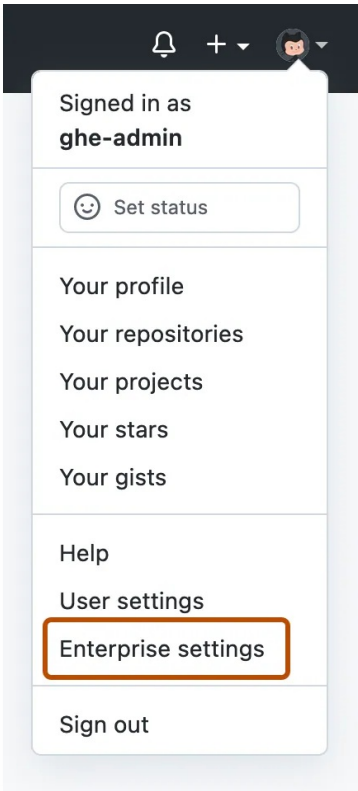 Signed in as
ghe-admin
Set status
Your profile
Your repositories
Your projects
Your stars
Your gists
Help
User settings
Enterprise settings
Sign out